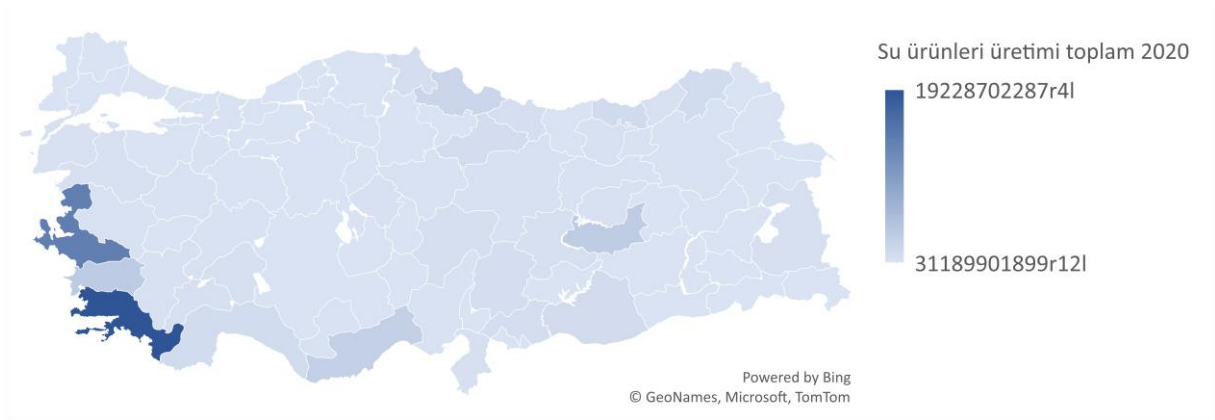 Su ürünleri üretimi toplam 2020
19228702287r4l
31189901899r12l
Powered by Bing
© GeoNames, Microsoft, TomTom